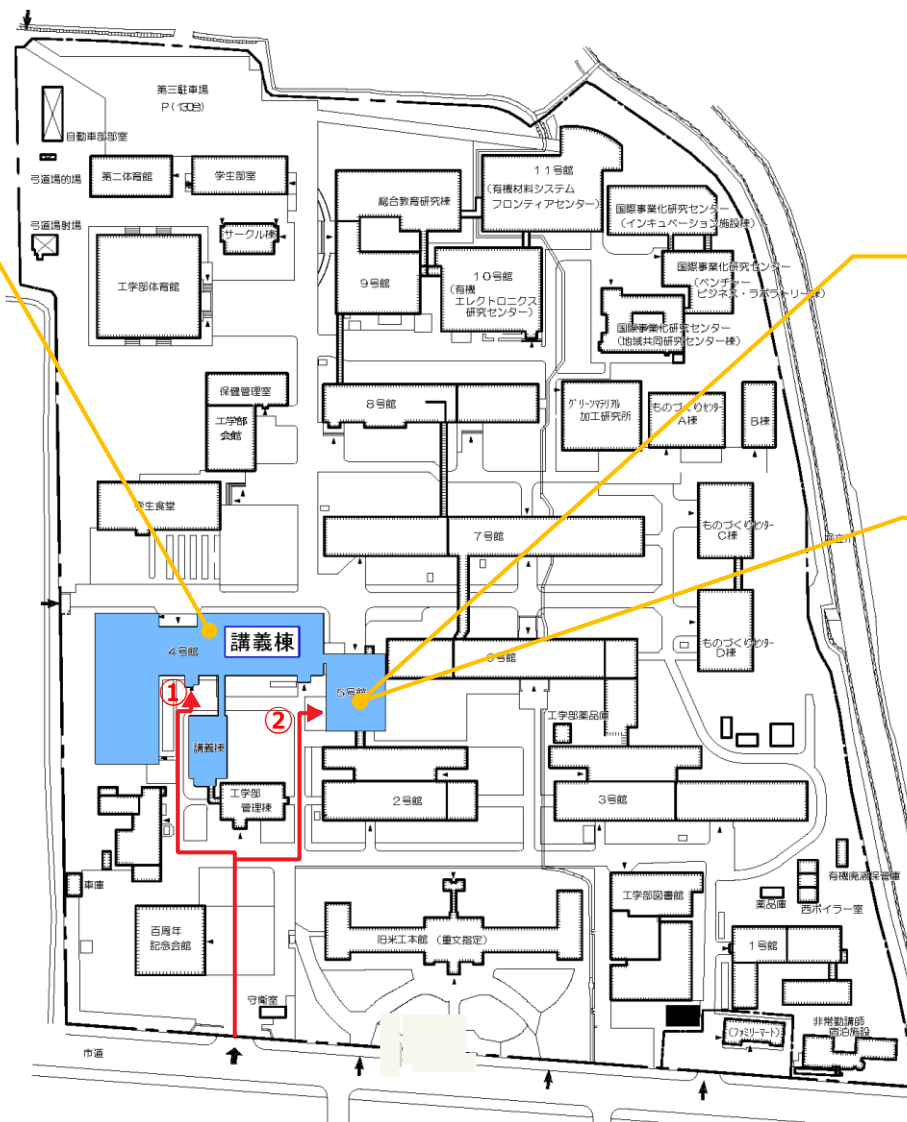 第三駐車場
P(130台)
自動車部部室
弓道場的場
第二体育館
学生部室
弓道場射場
サークル棟
工学部体育館
総合教育研究棟
11号館
(有機材料システム
フロンティアセンター)
国際事業化研究センター
(インキュベーション施設棟)
9号館
10号館
(有機
エレクトロニクス
研究センター)
国際事業化研究センター
(ベンチャー
ビジネス・ラボラトリー棟)
国際事業化研究センター
(地域共同研究センター棟)
保健管理室
工学部
会館
8号館
グリーンマテリアル
加工研究所
ものづくりセンター
A棟
B棟
学生食堂
7号館
ものづくりセンター
C棟
4号館
講義棟
6号館
ものづくりセンター
D棟
①
②
5号館
講義棟
工学部薬品庫
工学部
管理棟
2号館
3号館
車庫
百周年
記念会館
旧米工本館 (重文指定)
工学部図書館
有機廃液保管庫
薬品庫
西ボイラー室
1号館
守衛室
(ファミリーマート)
非常勤講師
宿泊施設
市道